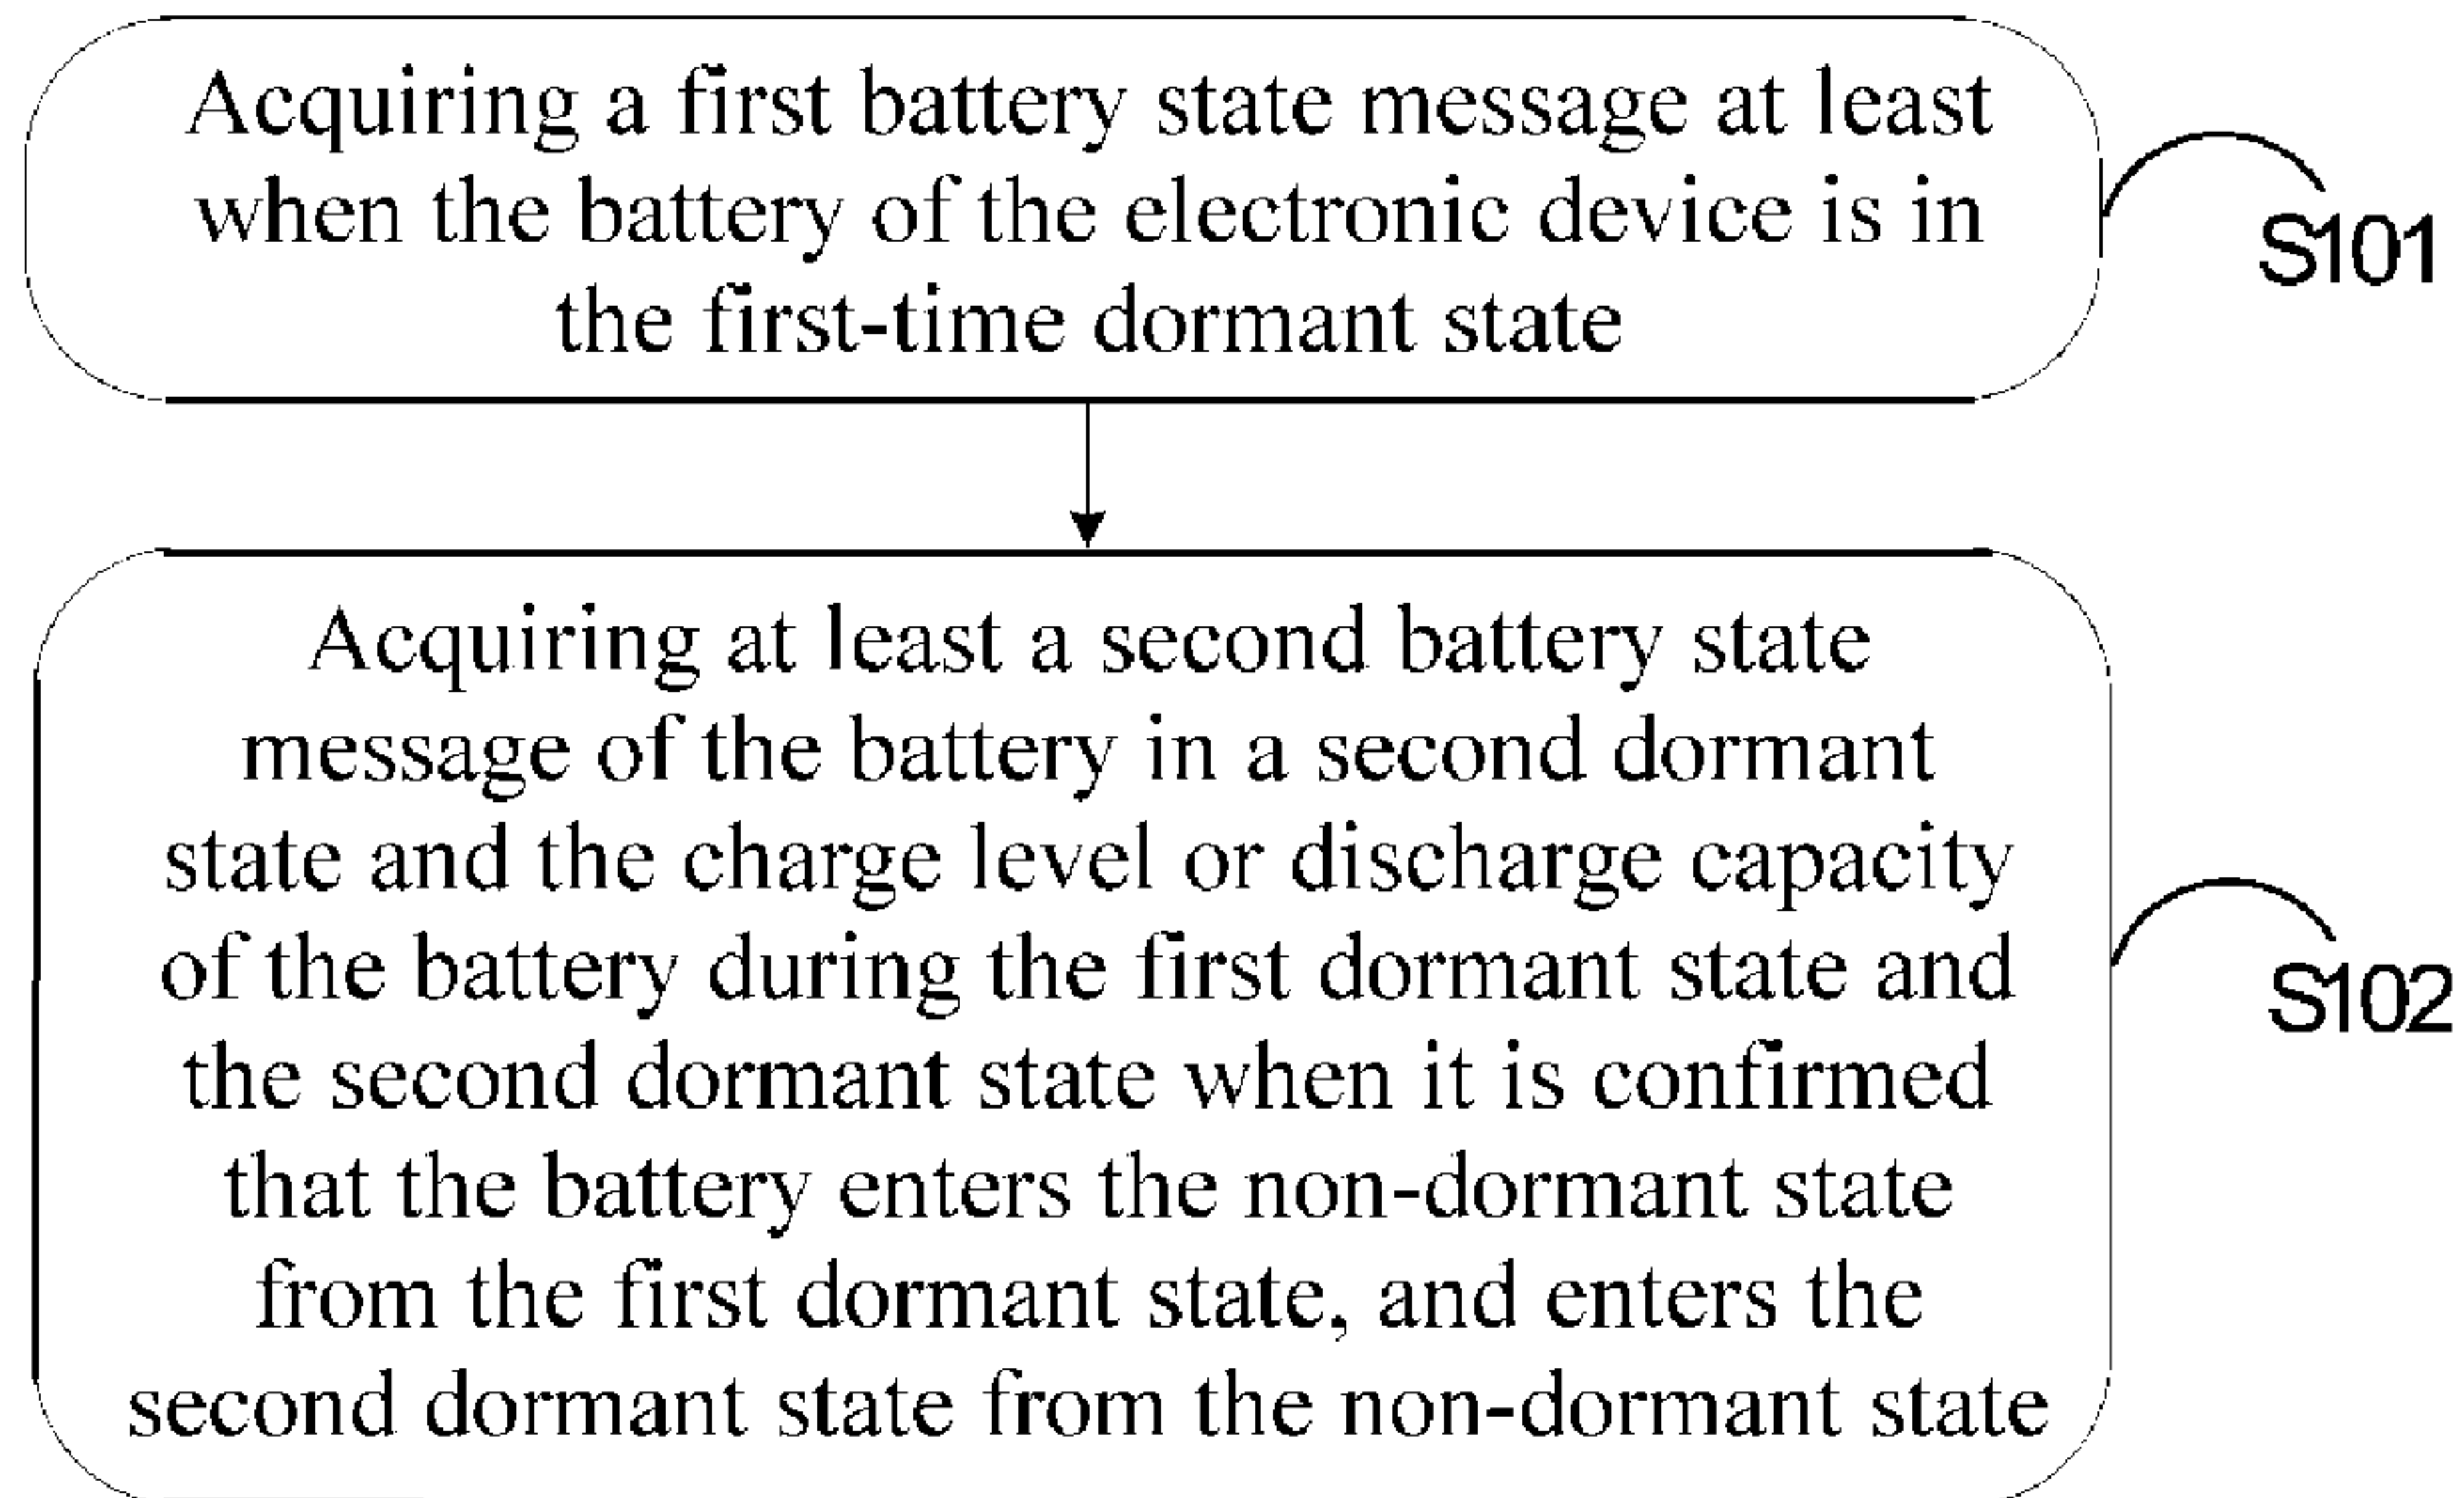 Acquiring a first battery state message at least
when the battery of the electronic device is in
the first-time dormant state
S101
Acquiring at least a second battery state
message of the battery in a second dormant
state and the charge level or discharge capacity
of the battery during the first dormant state and
the second dormant state when it is confirmed
that the battery enters the non-dormant state
from the first dormant state, and enters the
second dormant state from the non-dormant state
S102